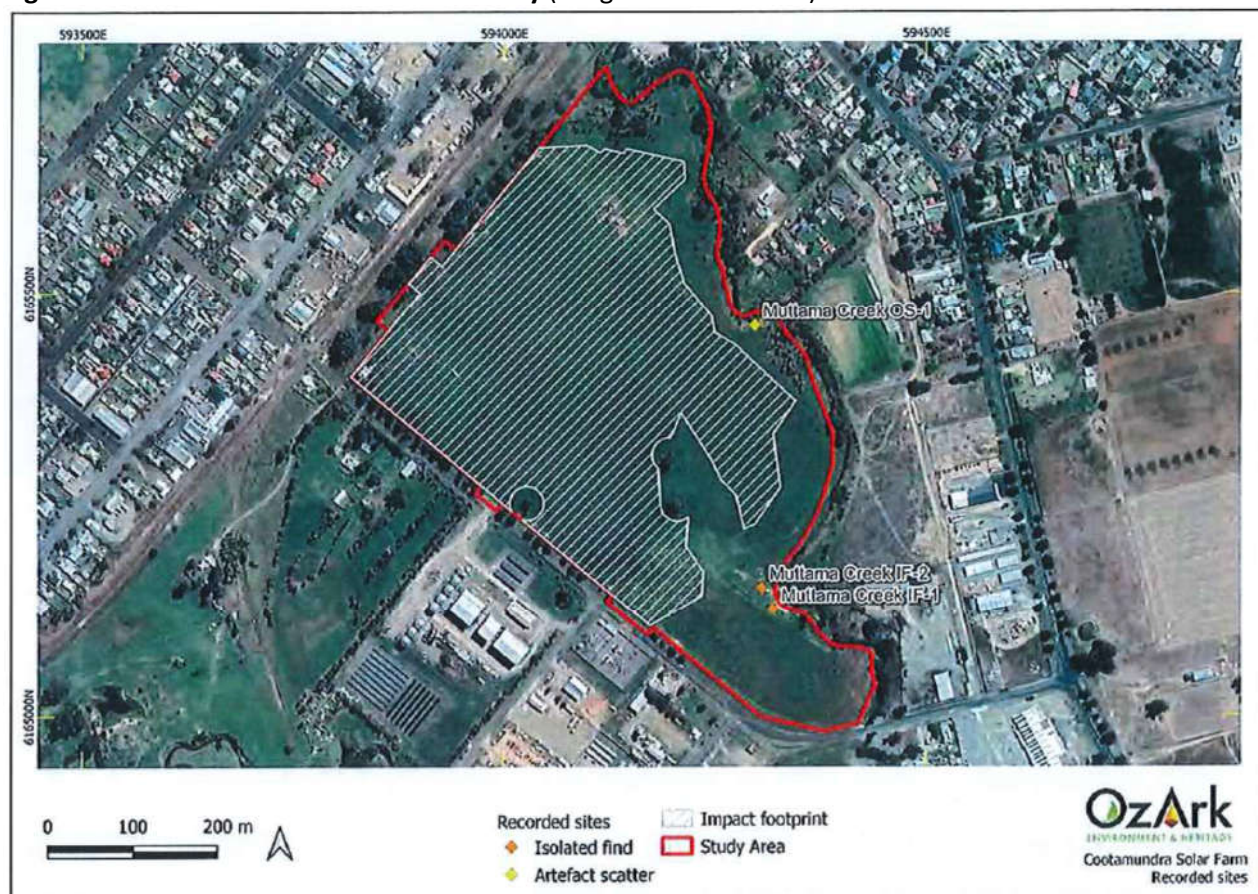 593500E 594000E 594500E
6165500N
6165000N
Muttama Creek OS-1
Muttama Creek IF-2
Muttama Creek IF-1
0 100 200 m
Recorded sites
Isolated find
Artefact scatter
Impact footprint
Study Area
OzArk
ENVIRONMENT & HERITAGE
Cootamundra Solar Farm
Recorded sites